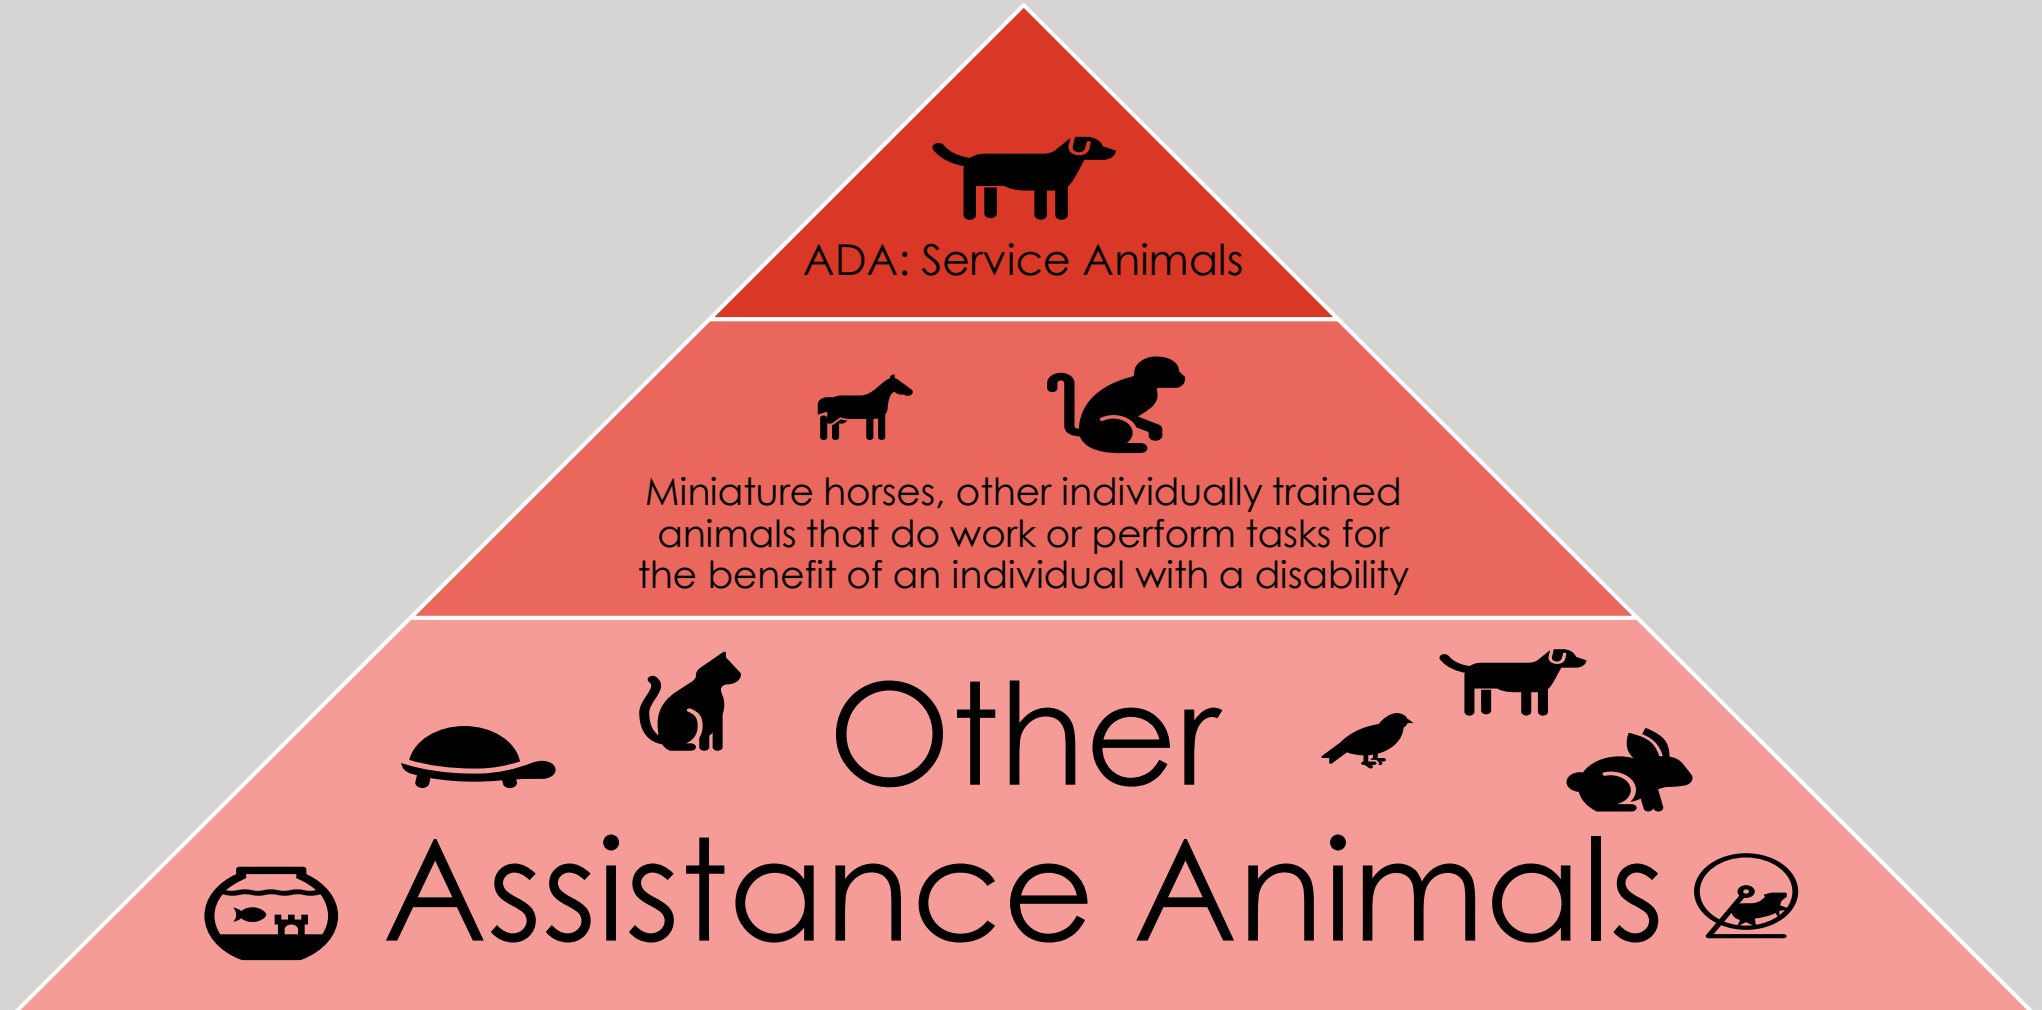 ADA: Service Animals
Miniature horses, other individually trained
animals that do work or perform tasks for
the benefit of an individual with a disability
Other
Assistance Animals